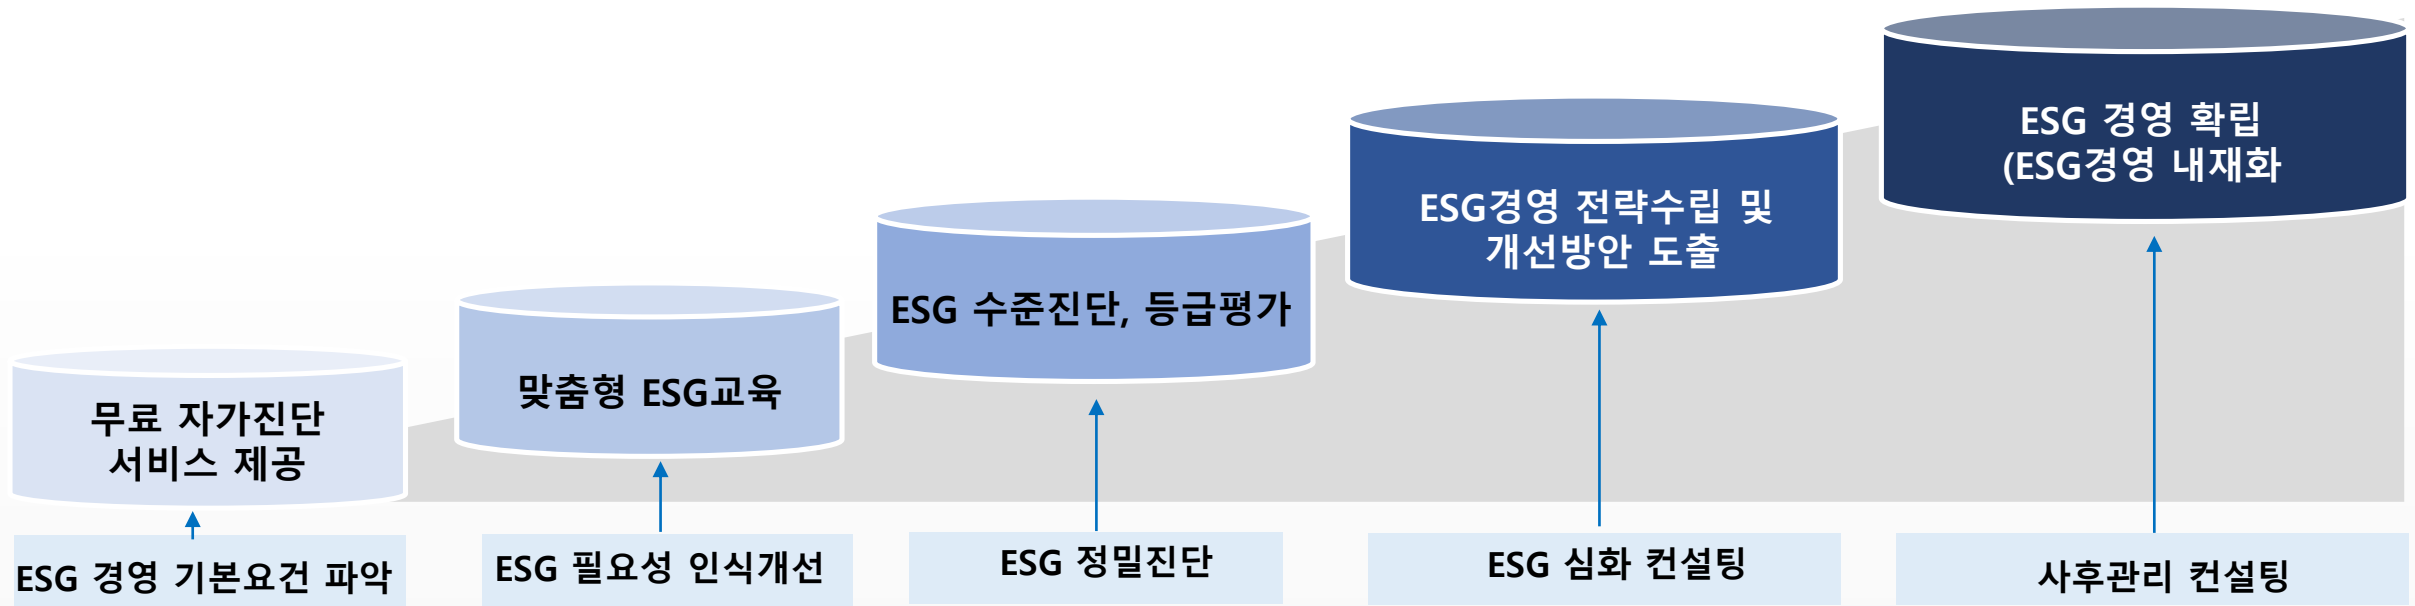 무료 자가진단
서비스 제공
맞춤형 ESG교육
ESG 수준진단, 등급평가
ESG경영 전략수립 및
개선방안 도출
ESG 경영 확립
(ESG경영 내재화
ESG 경영 기본요건 파악
ESG 필요성 인식개선
ESG 정밀진단
ESG 심화 컨설팅
사후관리 컨설팅